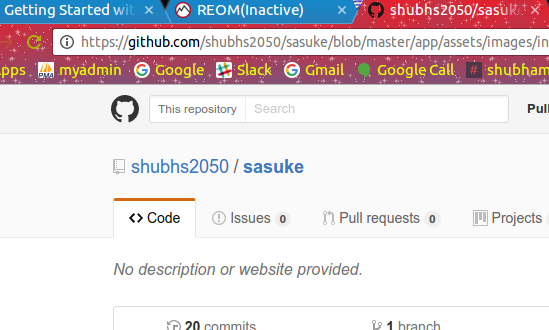 Getting Started wit REOM(Inactive) shubhs2050/sasuke
https://github.com/shubhs2050/sasuke/blob/master/app/assets/images/in
Apps myadmin Google Slack Gmail Google Call shubham
This repository Search Pull
shubhs2050 / sasuke
Code Issues 0 Pull requests 0 Projects
No description or website provided.
20 commits 1 branch